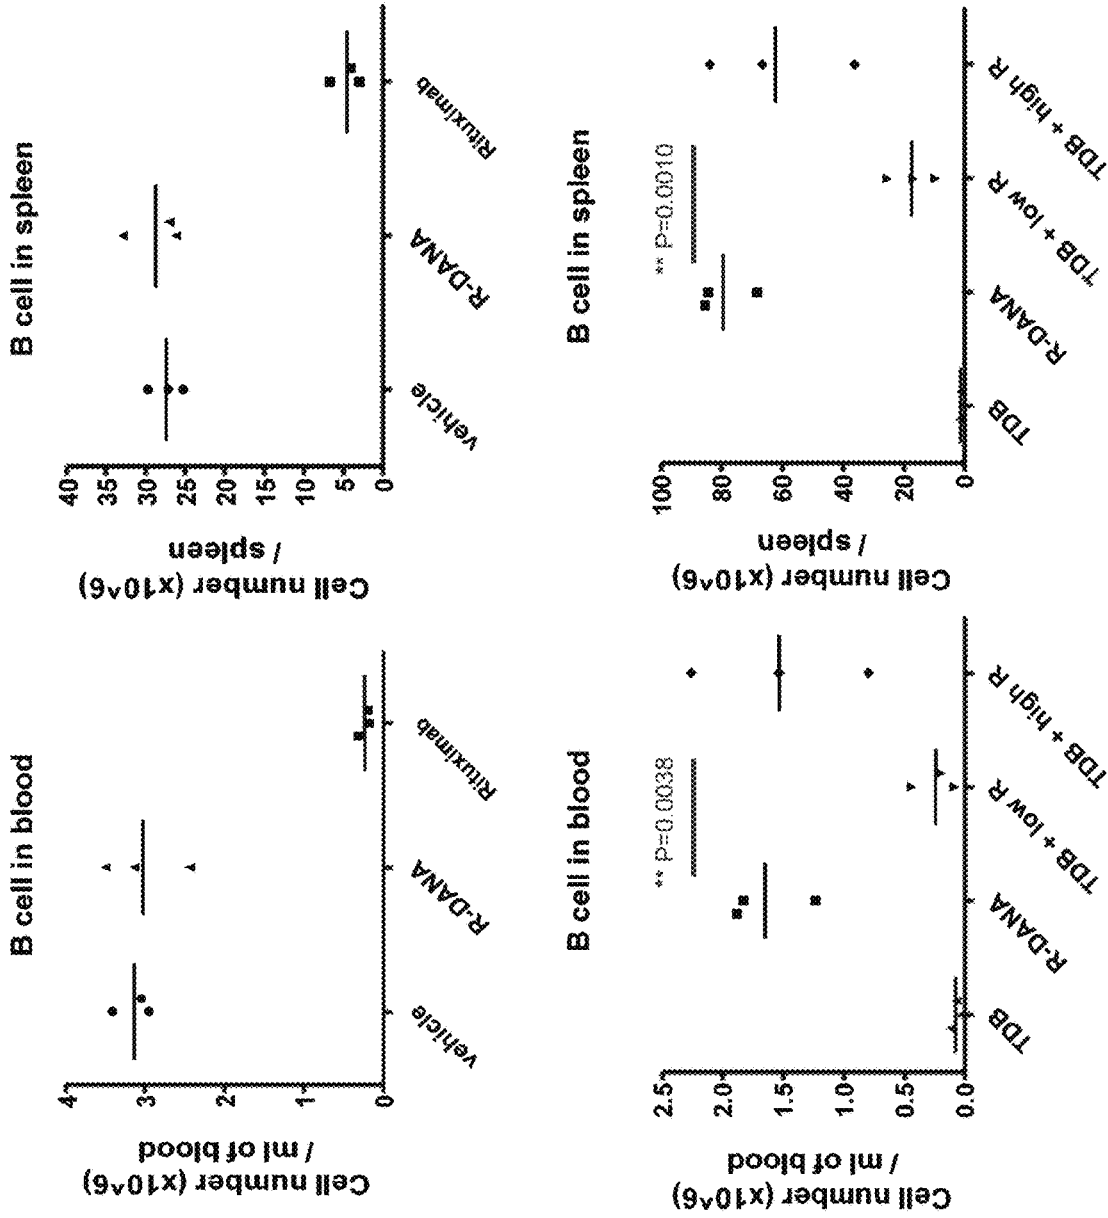 B cell in blood
Cell number (x10^6)
/ ml of blood
4
3
2
1
0
vehicle
R-DANA
Rituximab
B cell in spleen
Cell number (x10^6)
/ spleen
40
35
30
25
20
15
10
5
0
vehicle
R-DANA
Rituximab
B cell in blood
Cell number (x10^6)
/ ml of blood
2.5
2.0
1.5
1.0
0.5
0.0
** P=0.0038
TDB
R-DANA
TDB + low R
TDB + high R
B cell in spleen
Cell number (x10^6)
/ spleen
100
80
60
40
20
0
** P=0.0010
TDB
R-DANA
TDB + low R
TDB + high R